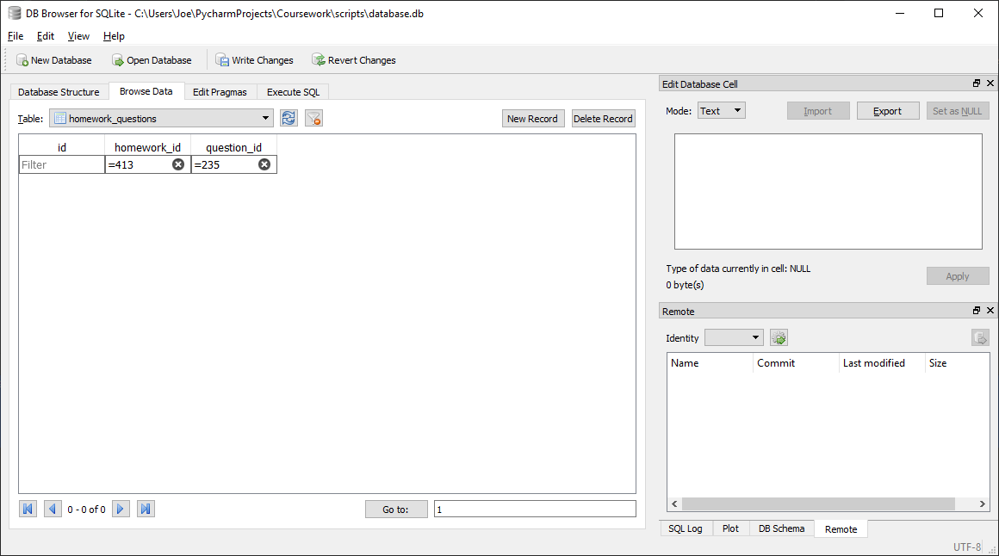 DB Browser for SQLite - C:\Users\Joe\PycharmProjects\Coursework\scripts\database.db
File Edit View Help
New Database Open Database Write Changes Revert Changes
Database Structure Browse Data Edit Pragmas Execute SQL
Table: homework_questions New Record Delete Record
id homework_id question_id
Filter =413 =235
0 - 0 of 0 Go to: 1
Edit Database Cell
Mode: Text Import Export Set as NULL
Type of data currently in cell: NULL
0 byte(s)
Apply
Remote
Identity
Name Commit Last modified Size
SQL Log Plot DB Schema Remote
UTF-8